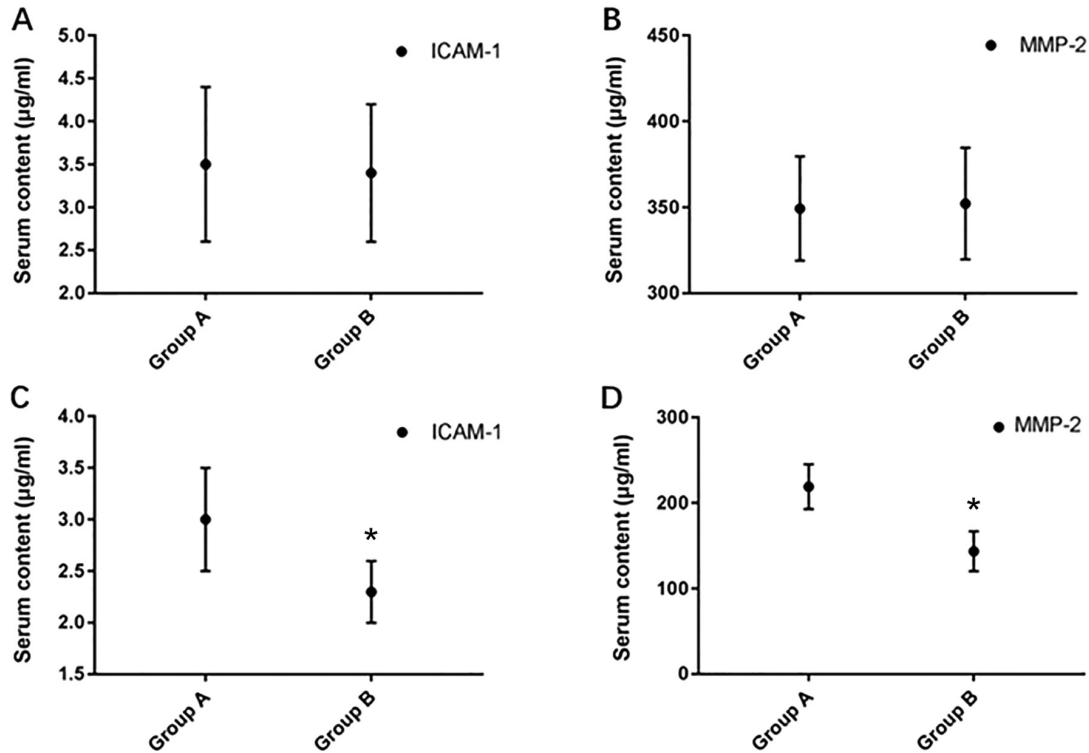 A
Serum content (μg/ml)
5.0
4.5
4.0
3.5
3.0
2.5
2.0
ICAM-1
Group A
Group B
B
Serum content (μg/ml)
450
400
350
300
MMP-2
Group A
Group B
C
Serum content (μg/ml)
4.0
3.5
3.0
2.5
2.0
1.5
ICAM-1
*
Group A
Group B
D
Serum content (μg/ml)
300
200
100
0
MMP-2
*
Group A
Group B